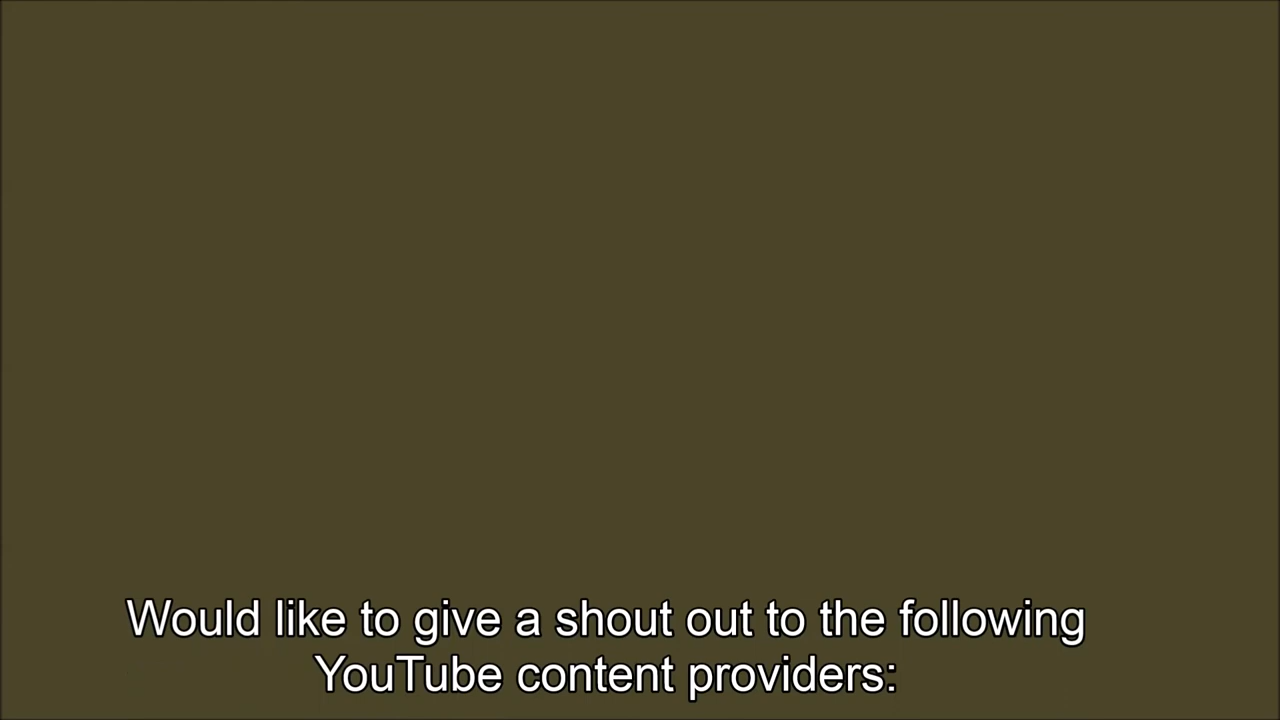 Would like to give a shout out to the following
YouTube content providers: